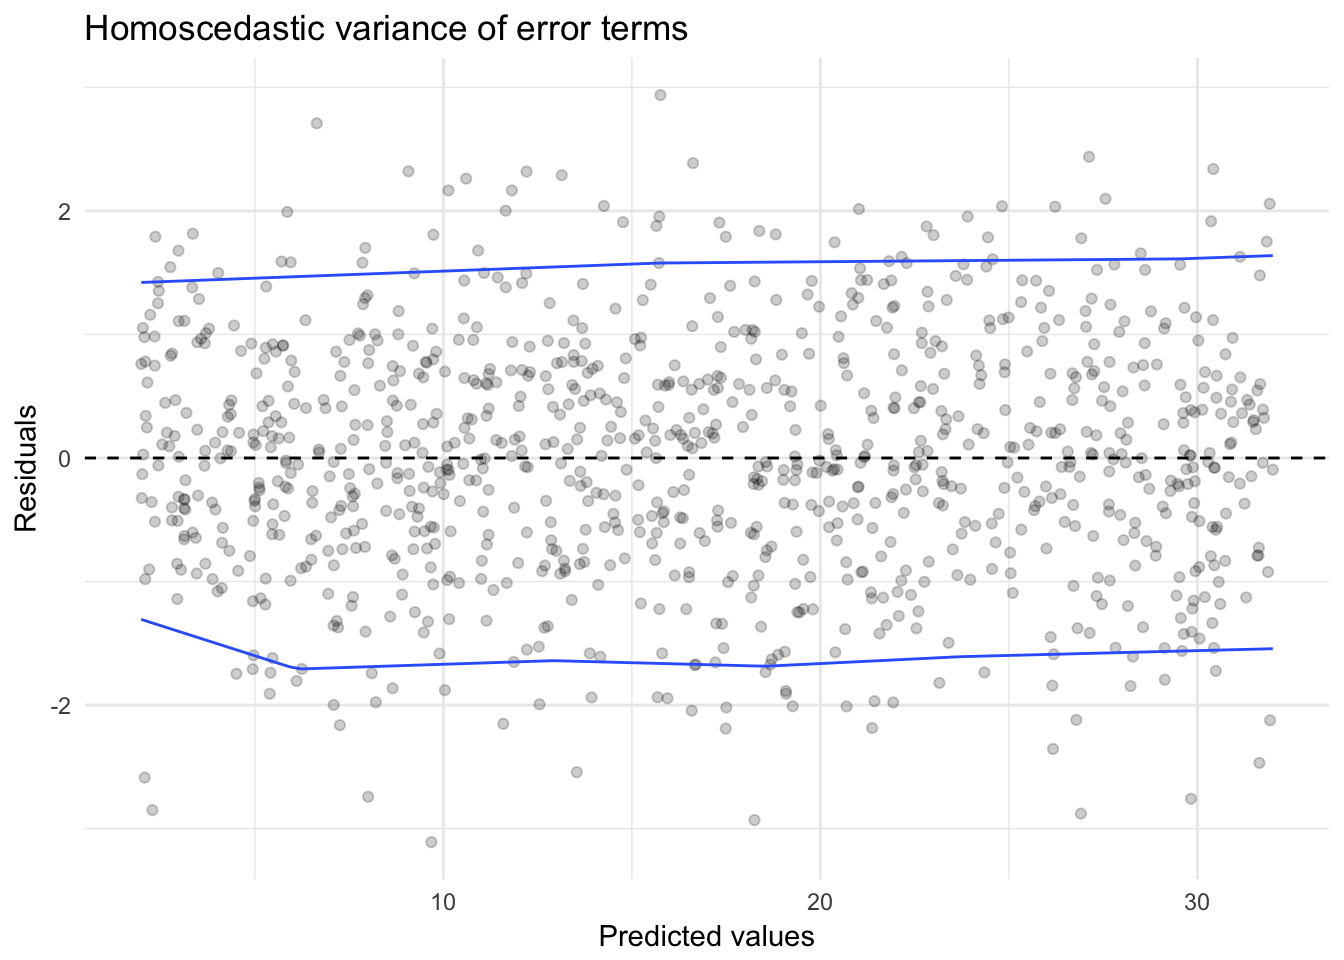 Homoscedastic variance of error terms
Residuals
2
0
-2
10 20 30
Predicted values